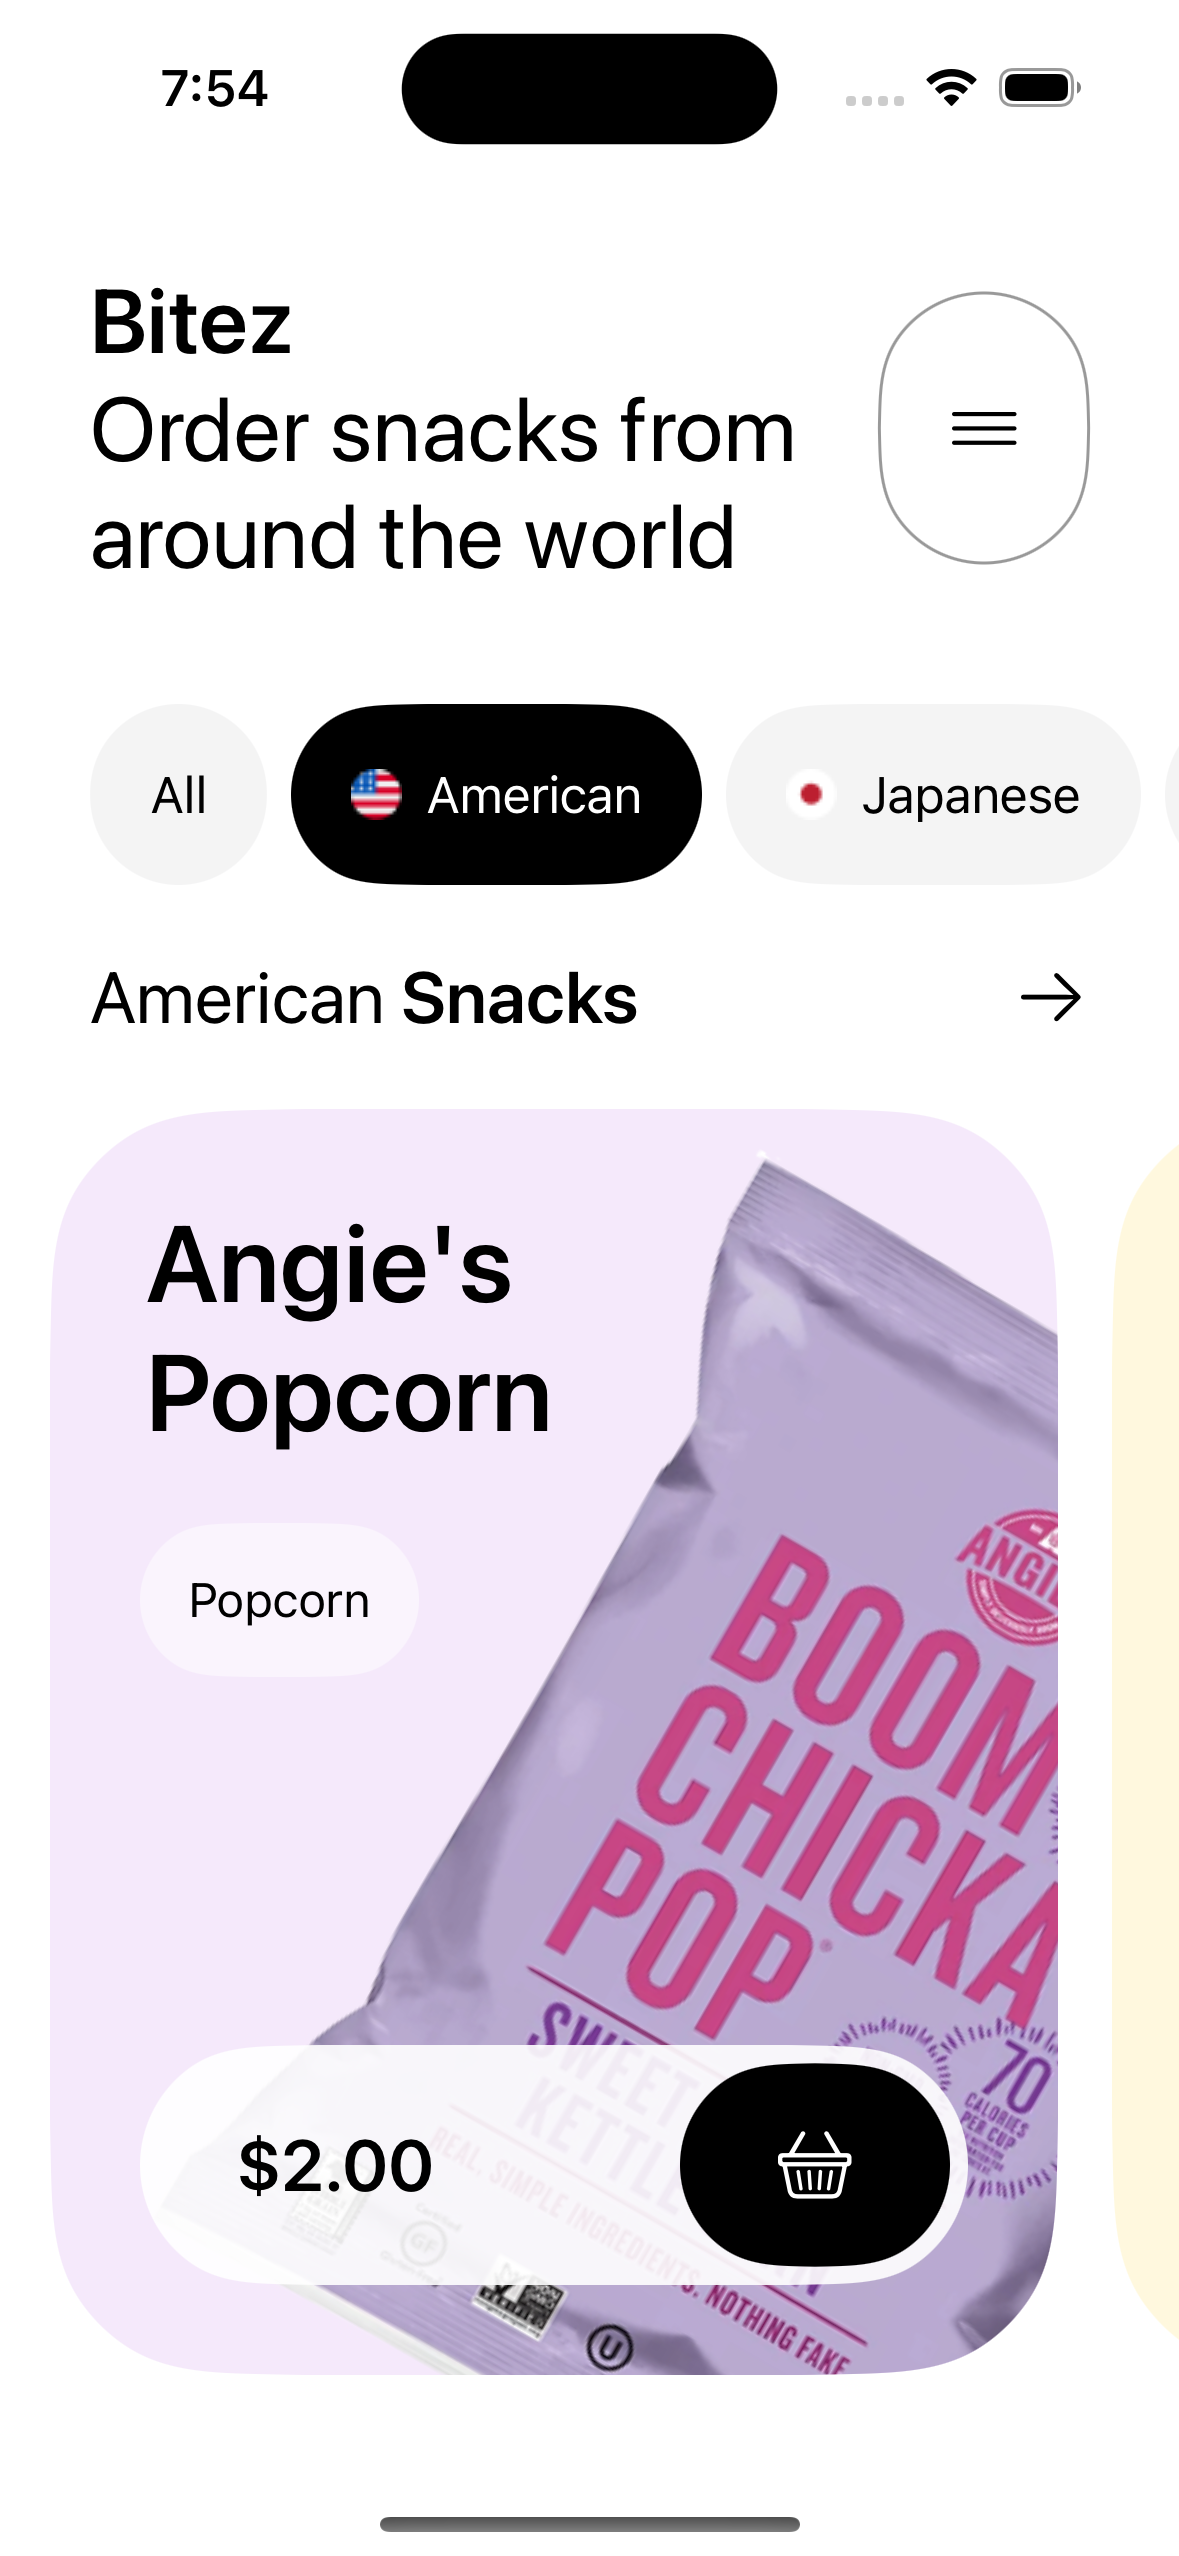 7:54
Bitez
Order snacks from
around the world
All
American
Japanese
American Snacks
Angie's
Popcorn
Popcorn
BOOM
CHICKA
POP
SWEET
KETTLE
REAL, SIMPLE INGREDIENTS. NOTHING FAKE
70
CALORIES
PER CUP
GF
U
$2.00